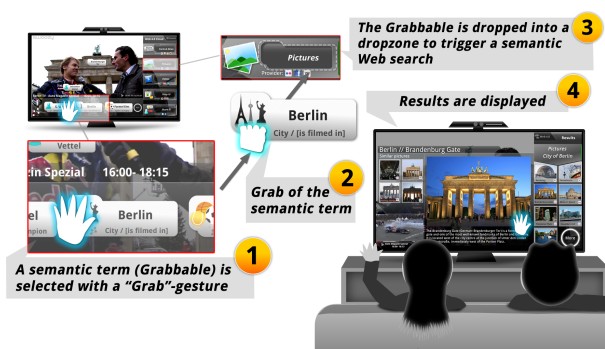 The Grabbable is dropped into a
dropzone to trigger a semantic
Web search
3
Pictures
Provider:
4
Results are displayed
Berlin
City / [is filmed in]
Vettel
zin Spezial 16:00- 18:15
Berlin
City / [is filmed in]
2
Grab of the
semantic term
1
A semantic term (Grabbable) is
selected with a “Grab”-gesture
Berlin // Brandenburg Gate
Similar pictures
Results
Pictures
City of Berlin
More